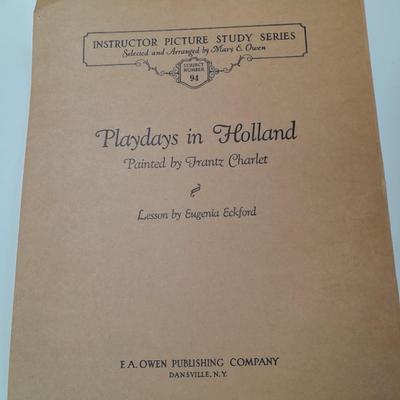 INSTRUCTOR PICTURE STUDY SERIES
Selected and Arranged by Mary E. Owen
SUBJECT
NUMBER
94
Playdays in Holland
Painted by Frantz Charlet
Lesson by Eugenia Eckford
F. A. OWEN PUBLISHING COMPANY
DANSVILLE, N.Y.